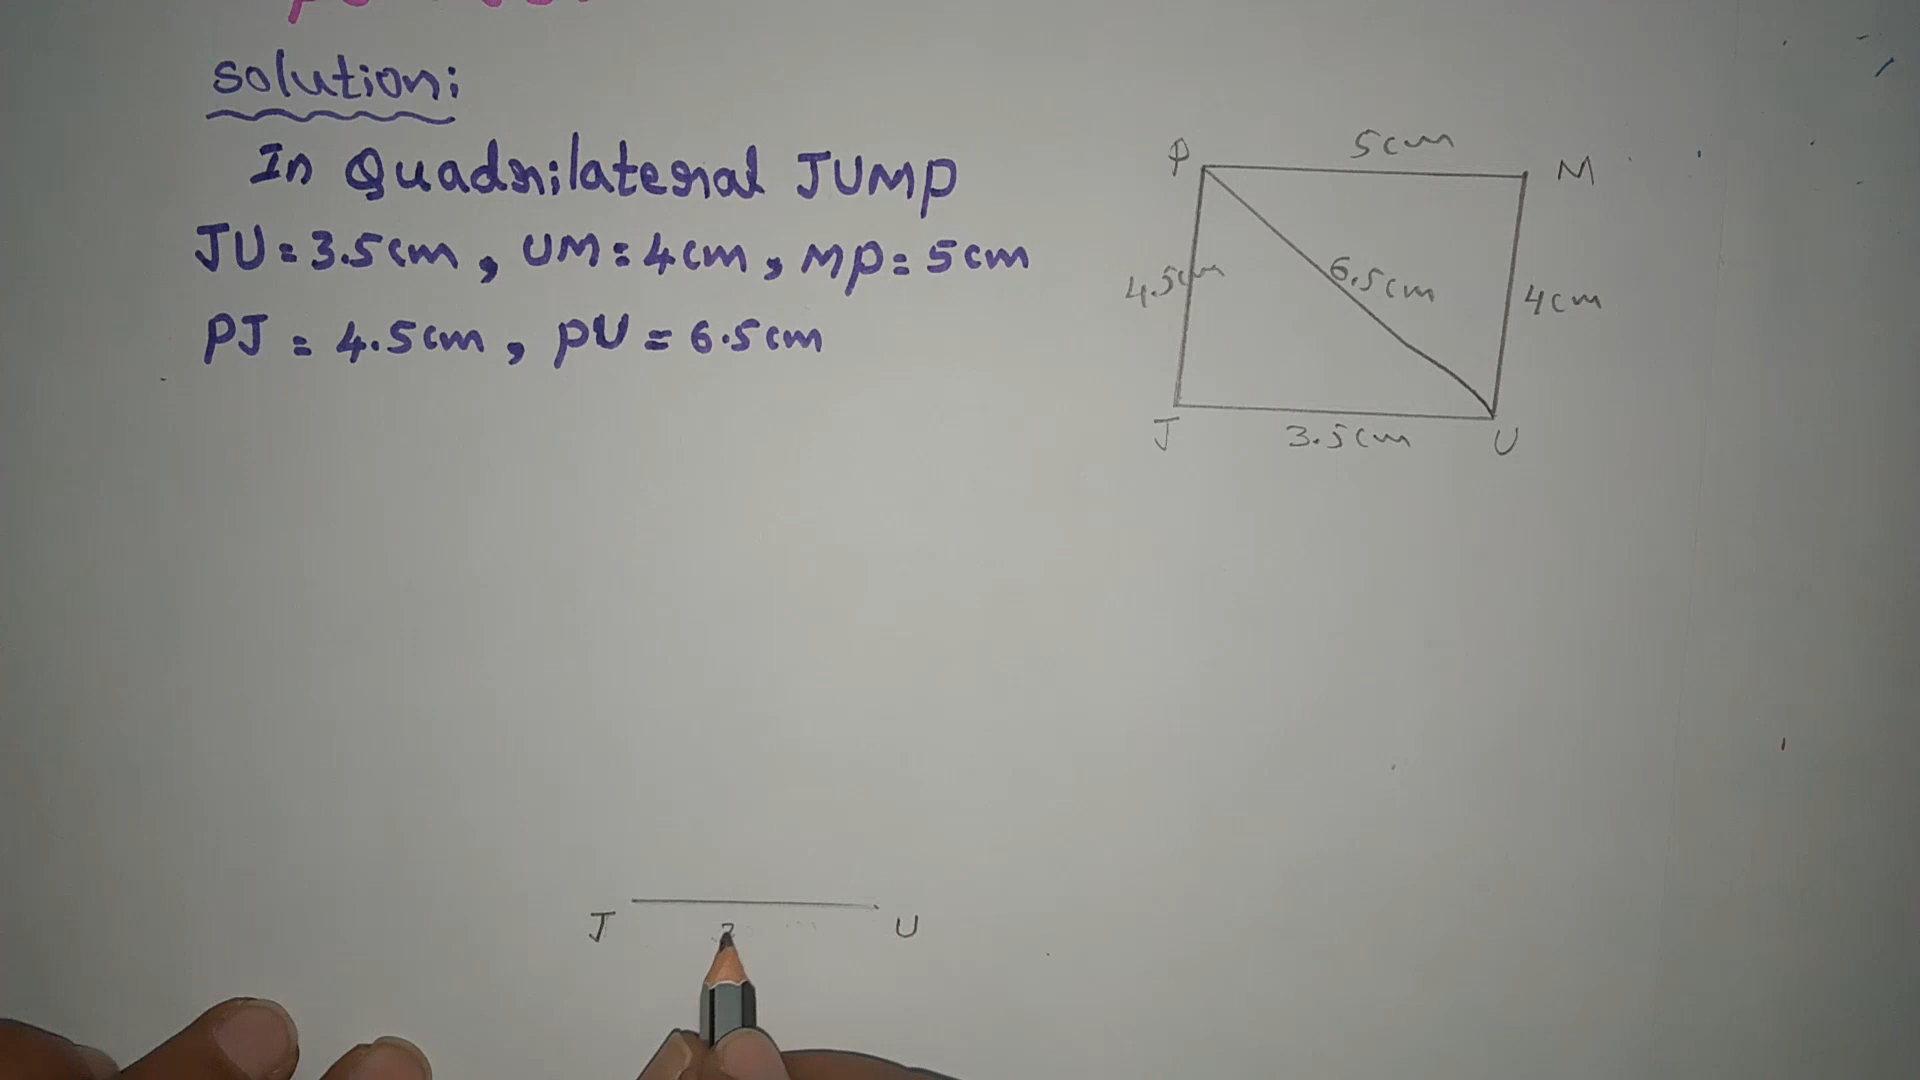 solution:
In Quadrilateral JUMP
JU = 3.5cm, UM = 4cm, MP = 5cm
PJ = 4.5cm, PU = 6.5cm
P 5cm M
4.5cm 6.5cm 4cm
J 3.5cm U
J U